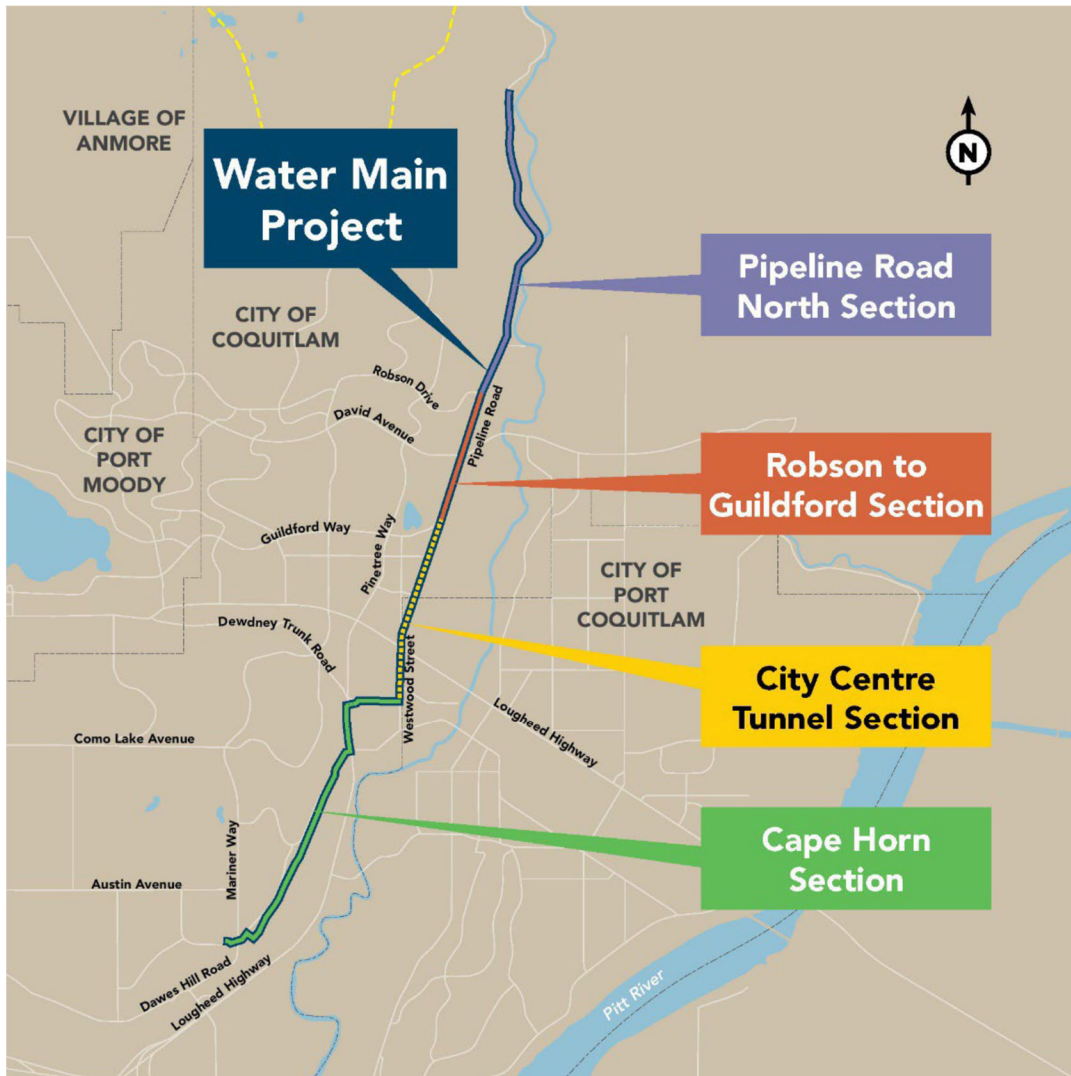 VILLAGE OF
ANMORE
Water Main
Project
N
Pipeline Road
North Section
CITY OF
COQUITLAM
Robson Drive
David Avenue
Pipeline Road
CITY OF
PORT
MOODY
Robson to
Guildford Section
Guildford Way
Pinetree Way
CITY OF
PORT
COQUITLAM
Dewdney Trunk Road
Westwood Street
City Centre
Tunnel Section
Lougheed Highway
Como Lake Avenue
Mariner Way
Cape Horn
Section
Austin Avenue
Dawes Hill Road
Lougheed Highway
Pitt River